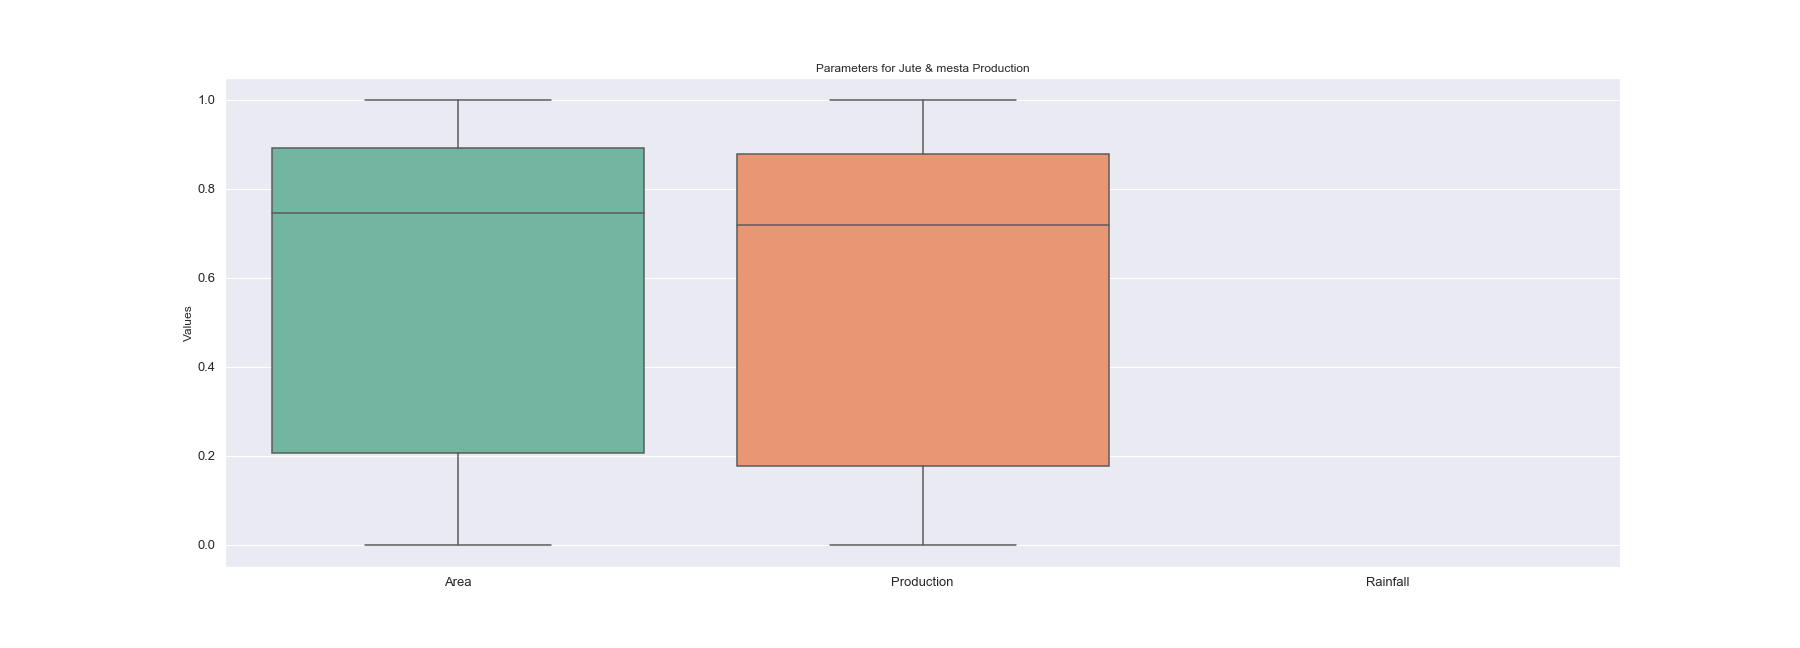 Parameters for Jute & mesta Production
1.0
0.8
0.6
0.4
0.2
0.0
Values
Area
Production
Rainfall